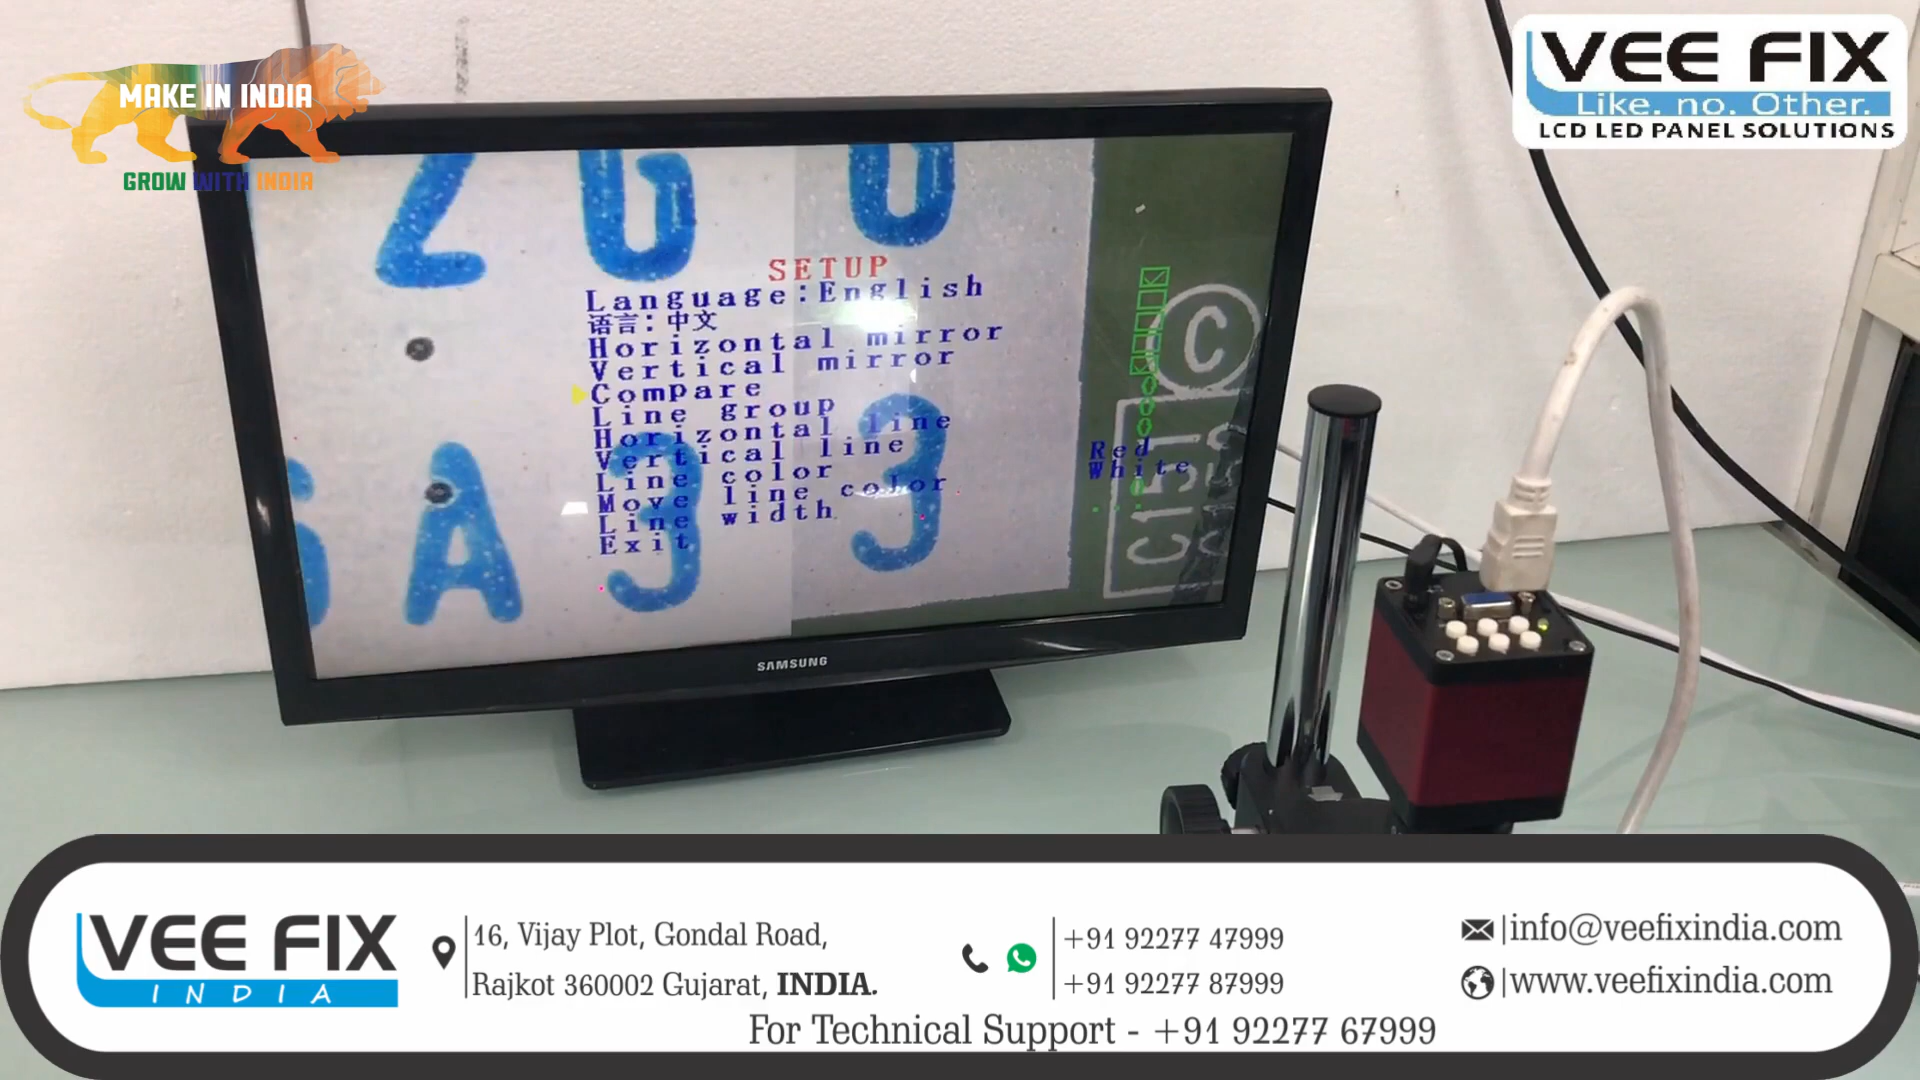 MAKE IN INDIA
GROW WITH INDIA
VEE FIX
Like. no. Other.
LCD LED PANEL SOLUTIONS
SETUP
Language:English
语言：中文
Horizontal mirror
Vertical mirror
Compare
Line group
Horizontal line
Vertical line
Line color Red
Move line color White
Line width
Exit
A
3
3
©
C151
SAMSUNG
VEE FIX
INDIA
16, Vijay Plot, Gondal Road,
Rajkot 360002 Gujarat, INDIA.
+91 92277 47999
+91 92277 87999
info@veefixindia.com
www.veefixindia.com
For Technical Support - +91 92277 67999